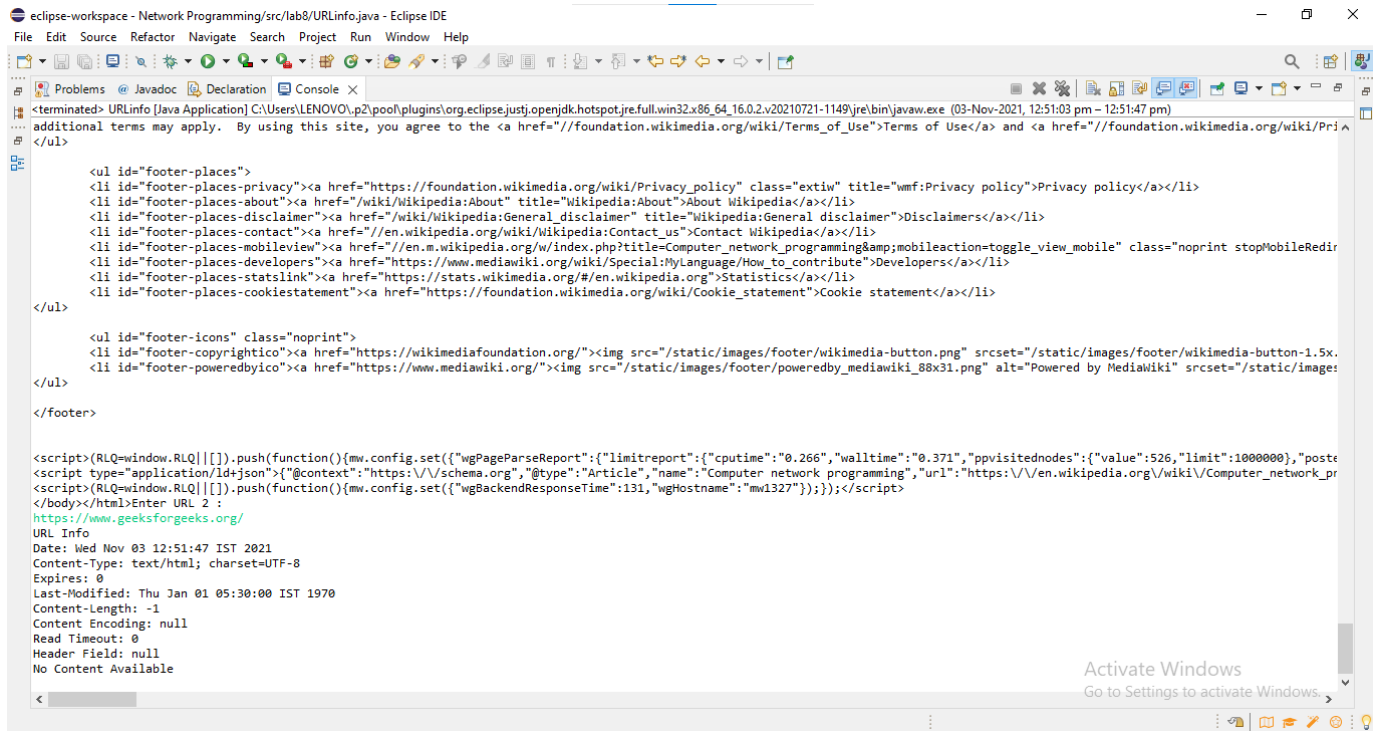 eclipse-workspace - Network Programming/src/lab8/URLinfo.java - Eclipse IDE
File Edit Source Refactor Navigate Search Project Run Window Help
Problems Javadoc Declaration Console
<terminated> URLinfo [Java Application] C:\Users\LENOVO\.p2\pool\plugins\org.eclipse.justj.openjdk.hotspot.jre.full.win32.x86_64_16.0.2.v20210721-1149\jre\bin\javaw.exe (03-Nov-2021, 12:51:03 pm – 12:51:47 pm)
additional terms may apply.  By using this site, you agree to the <a href="//foundation.wikimedia.org/wiki/Terms_of_Use">Terms of Use</a> and <a href="//foundation.wikimedia.org/wiki/Pri
</ul>
<ul id="footer-places">
<li id="footer-places-privacy"><a href="https://foundation.wikimedia.org/wiki/Privacy_policy" class="extiw" title="wmf:Privacy policy">Privacy policy</a></li>
<li id="footer-places-about"><a href="/wiki/Wikipedia:About" title="Wikipedia:About">About Wikipedia</a></li>
<li id="footer-places-disclaimer"><a href="/wiki/Wikipedia:General_disclaimer" title="Wikipedia:General disclaimer">Disclaimers</a></li>
<li id="footer-places-contact"><a href="//en.wikipedia.org/wiki/Wikipedia:Contact_us">Contact Wikipedia</a></li>
<li id="footer-places-mobileview"><a href="//en.m.wikipedia.org/w/index.php?title=Computer_network_programming&amp;mobileaction=toggle_view_mobile" class="noprint stopMobileRedir
<li id="footer-places-developers"><a href="https://www.mediawiki.org/wiki/Special:MyLanguage/How_to_contribute">Developers</a></li>
<li id="footer-places-statslink"><a href="https://stats.wikimedia.org/#/en.wikipedia.org">Statistics</a></li>
<li id="footer-places-cookiestatement"><a href="https://foundation.wikimedia.org/wiki/Cookie_statement">Cookie statement</a></li>
</ul>
<ul id="footer-icons" class="noprint">
<li id="footer-copyrightico"><a href="https://wikimediafoundation.org/"><img src="/static/images/footer/wikimedia-button.png" srcset="/static/images/footer/wikimedia-button-1.5x.
<li id="footer-poweredbyico"><a href="https://www.mediawiki.org/"><img src="/static/images/footer/poweredby_mediawiki_88x31.png" alt="Powered by MediaWiki" srcset="/static/images
</ul>
</footer>
<script>(RLQ=window.RLQ||[]).push(function(){mw.config.set({"wgPageParseReport":{"limitreport":{"cputime":"0.266","walltime":"0.371","ppvisitednodes":{"value":526,"limit":1000000},"poste
<script type="application/ld+json">{"@context":"https:\/\/schema.org","@type":"Article","name":"Computer network programming","url":"https:\/\/en.wikipedia.org\/wiki\/Computer_network_pr
<script>(RLQ=window.RLQ||[]).push(function(){mw.config.set({"wgBackendResponseTime":131,"wgHostname":"mw1327"});});</script>
</body></html>Enter URL 2 :
https://www.geeksforgeeks.org/
URL Info
Date: Wed Nov 03 12:51:47 IST 2021
Content-Type: text/html; charset=UTF-8
Expires: 0
Last-Modified: Thu Jan 01 05:30:00 IST 1970
Content-Length: -1
Content Encoding: null
Read Timeout: 0
Header Field: null
No Content Available
Activate Windows
Go to Settings to activate Windows.